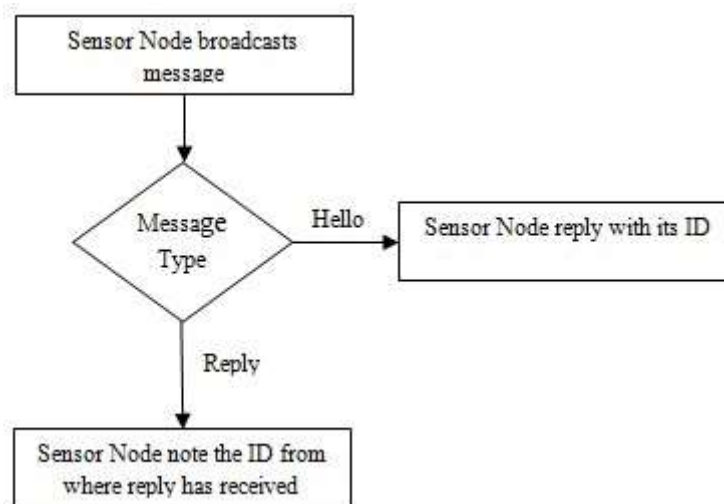 Sensor Node broadcasts
message
Message
Type
Hello
Sensor Node reply with its ID
Reply
Sensor Node note the ID from
where reply has received